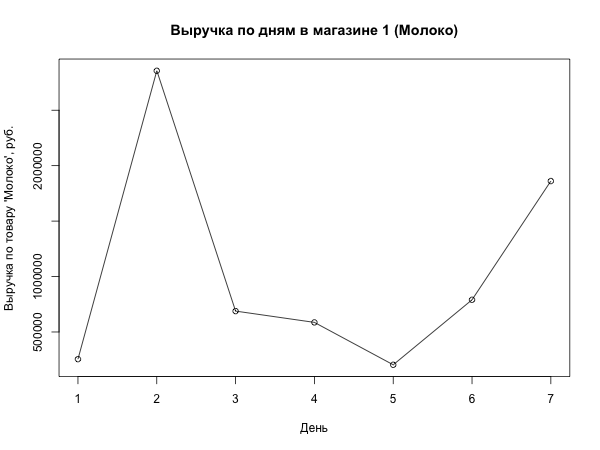 Выручка по дням в магазине 1 (Молоко)
Выручка по товару 'Молоко', руб.
2000000
1000000
500000
1 2 3 4 5 6 7
День